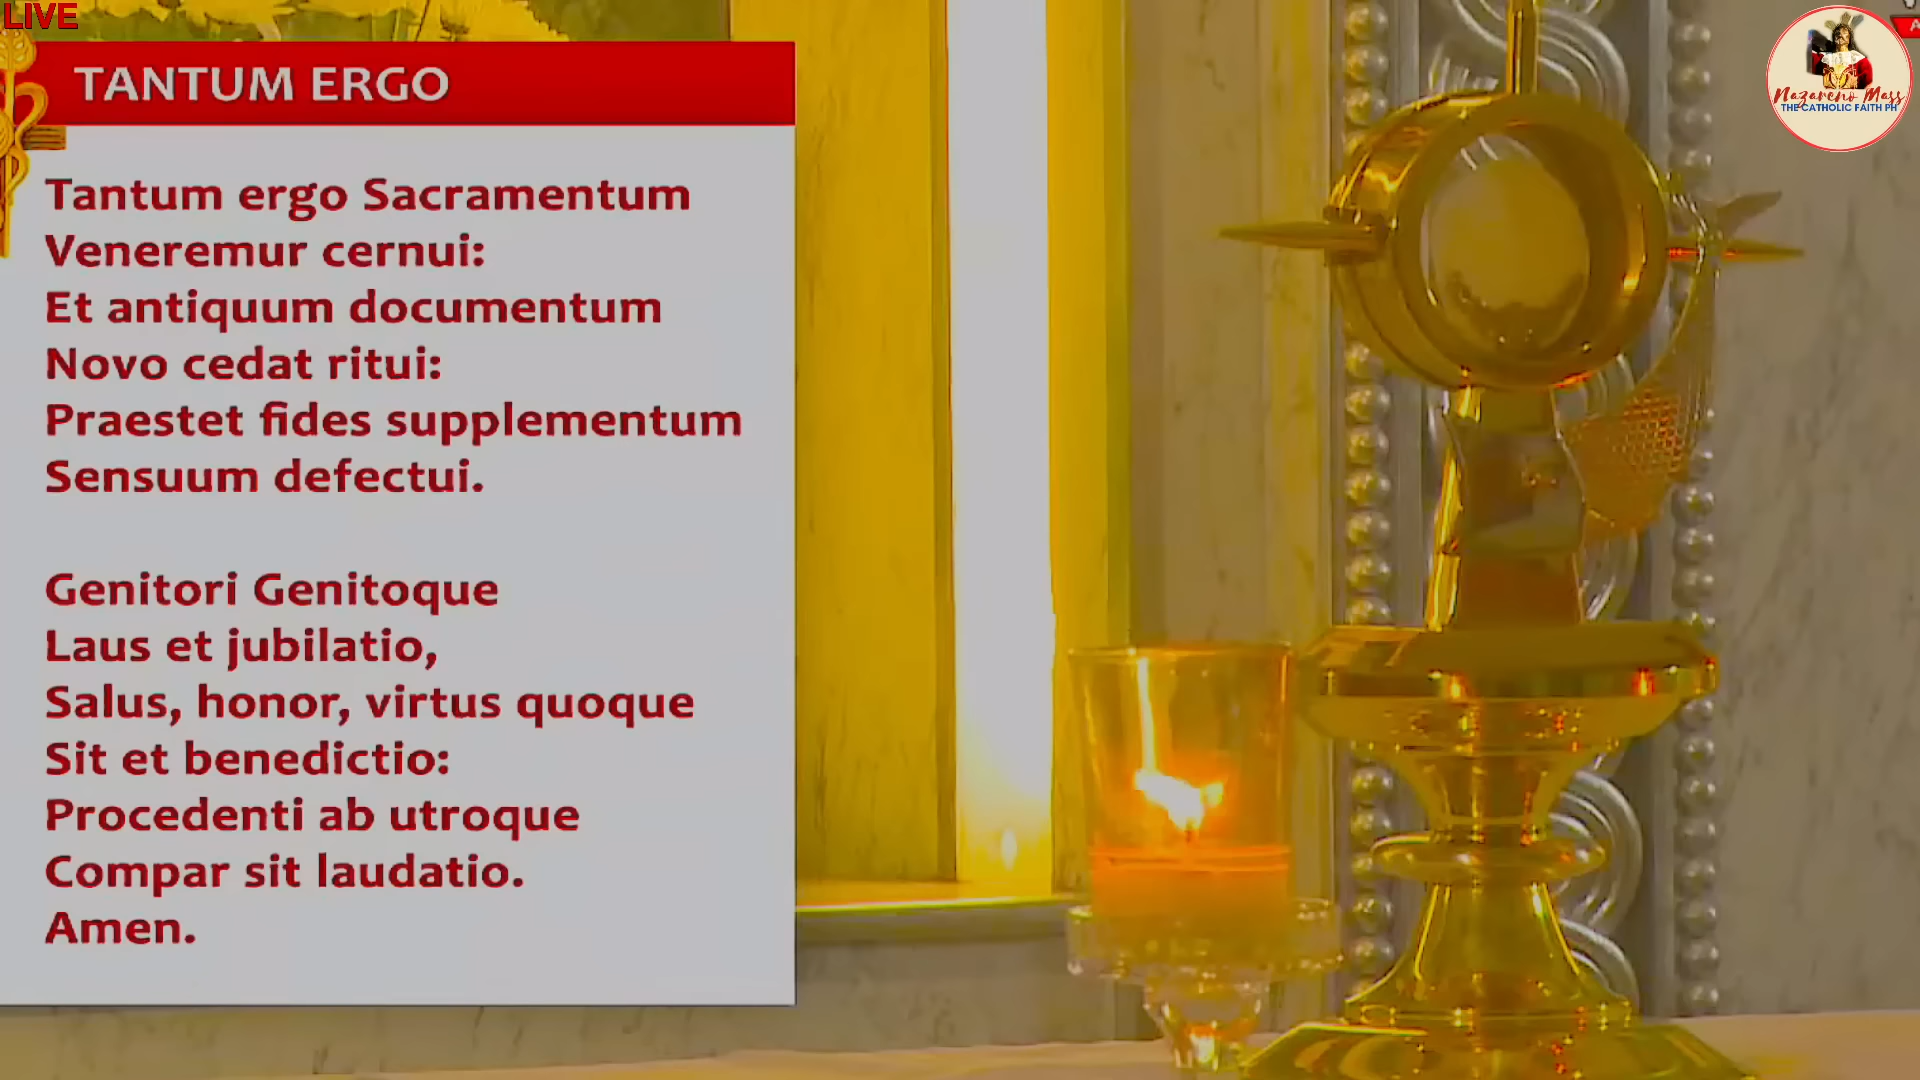 LIVE
TANTUM ERGO
Tantum ergo Sacramentum
Veneremur cernui:
Et antiquum documentum
Novo cedat ritui:
Praestet fides supplementum
Sensuum defectui.
Genitori Genitoque
Laus et jubilatio,
Salus, honor, virtus quoque
Sit et benedictio:
Procedenti ab utroque
Compar sit laudatio.
Amen.
Nazareno Mass
THE CATHOLIC FAITH PH